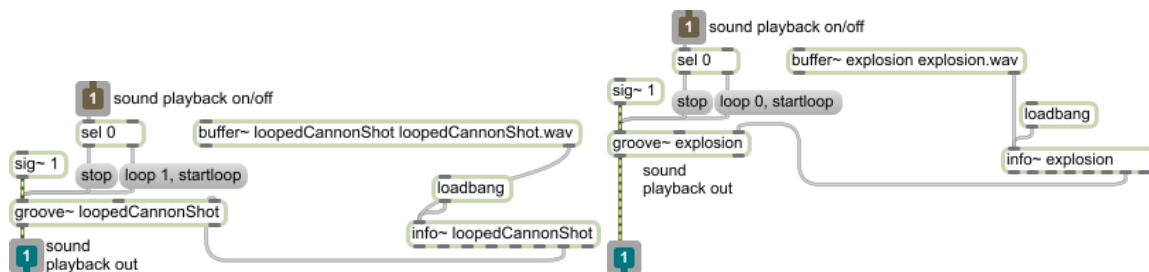 1
sound playback on/off
sel 0
buffer~ loopedCannonShot loopedCannonShot.wav
sig~ 1
stop
loop 1, startloop
loadbang
groove~ loopedCannonShot
info~ loopedCannonShot
1
sound
playback out
1
sound playback on/off
sel 0
buffer~ explosion explosion.wav
sig~ 1
stop
loop 0, startloop
loadbang
groove~ explosion
info~ explosion
sound
playback out
1